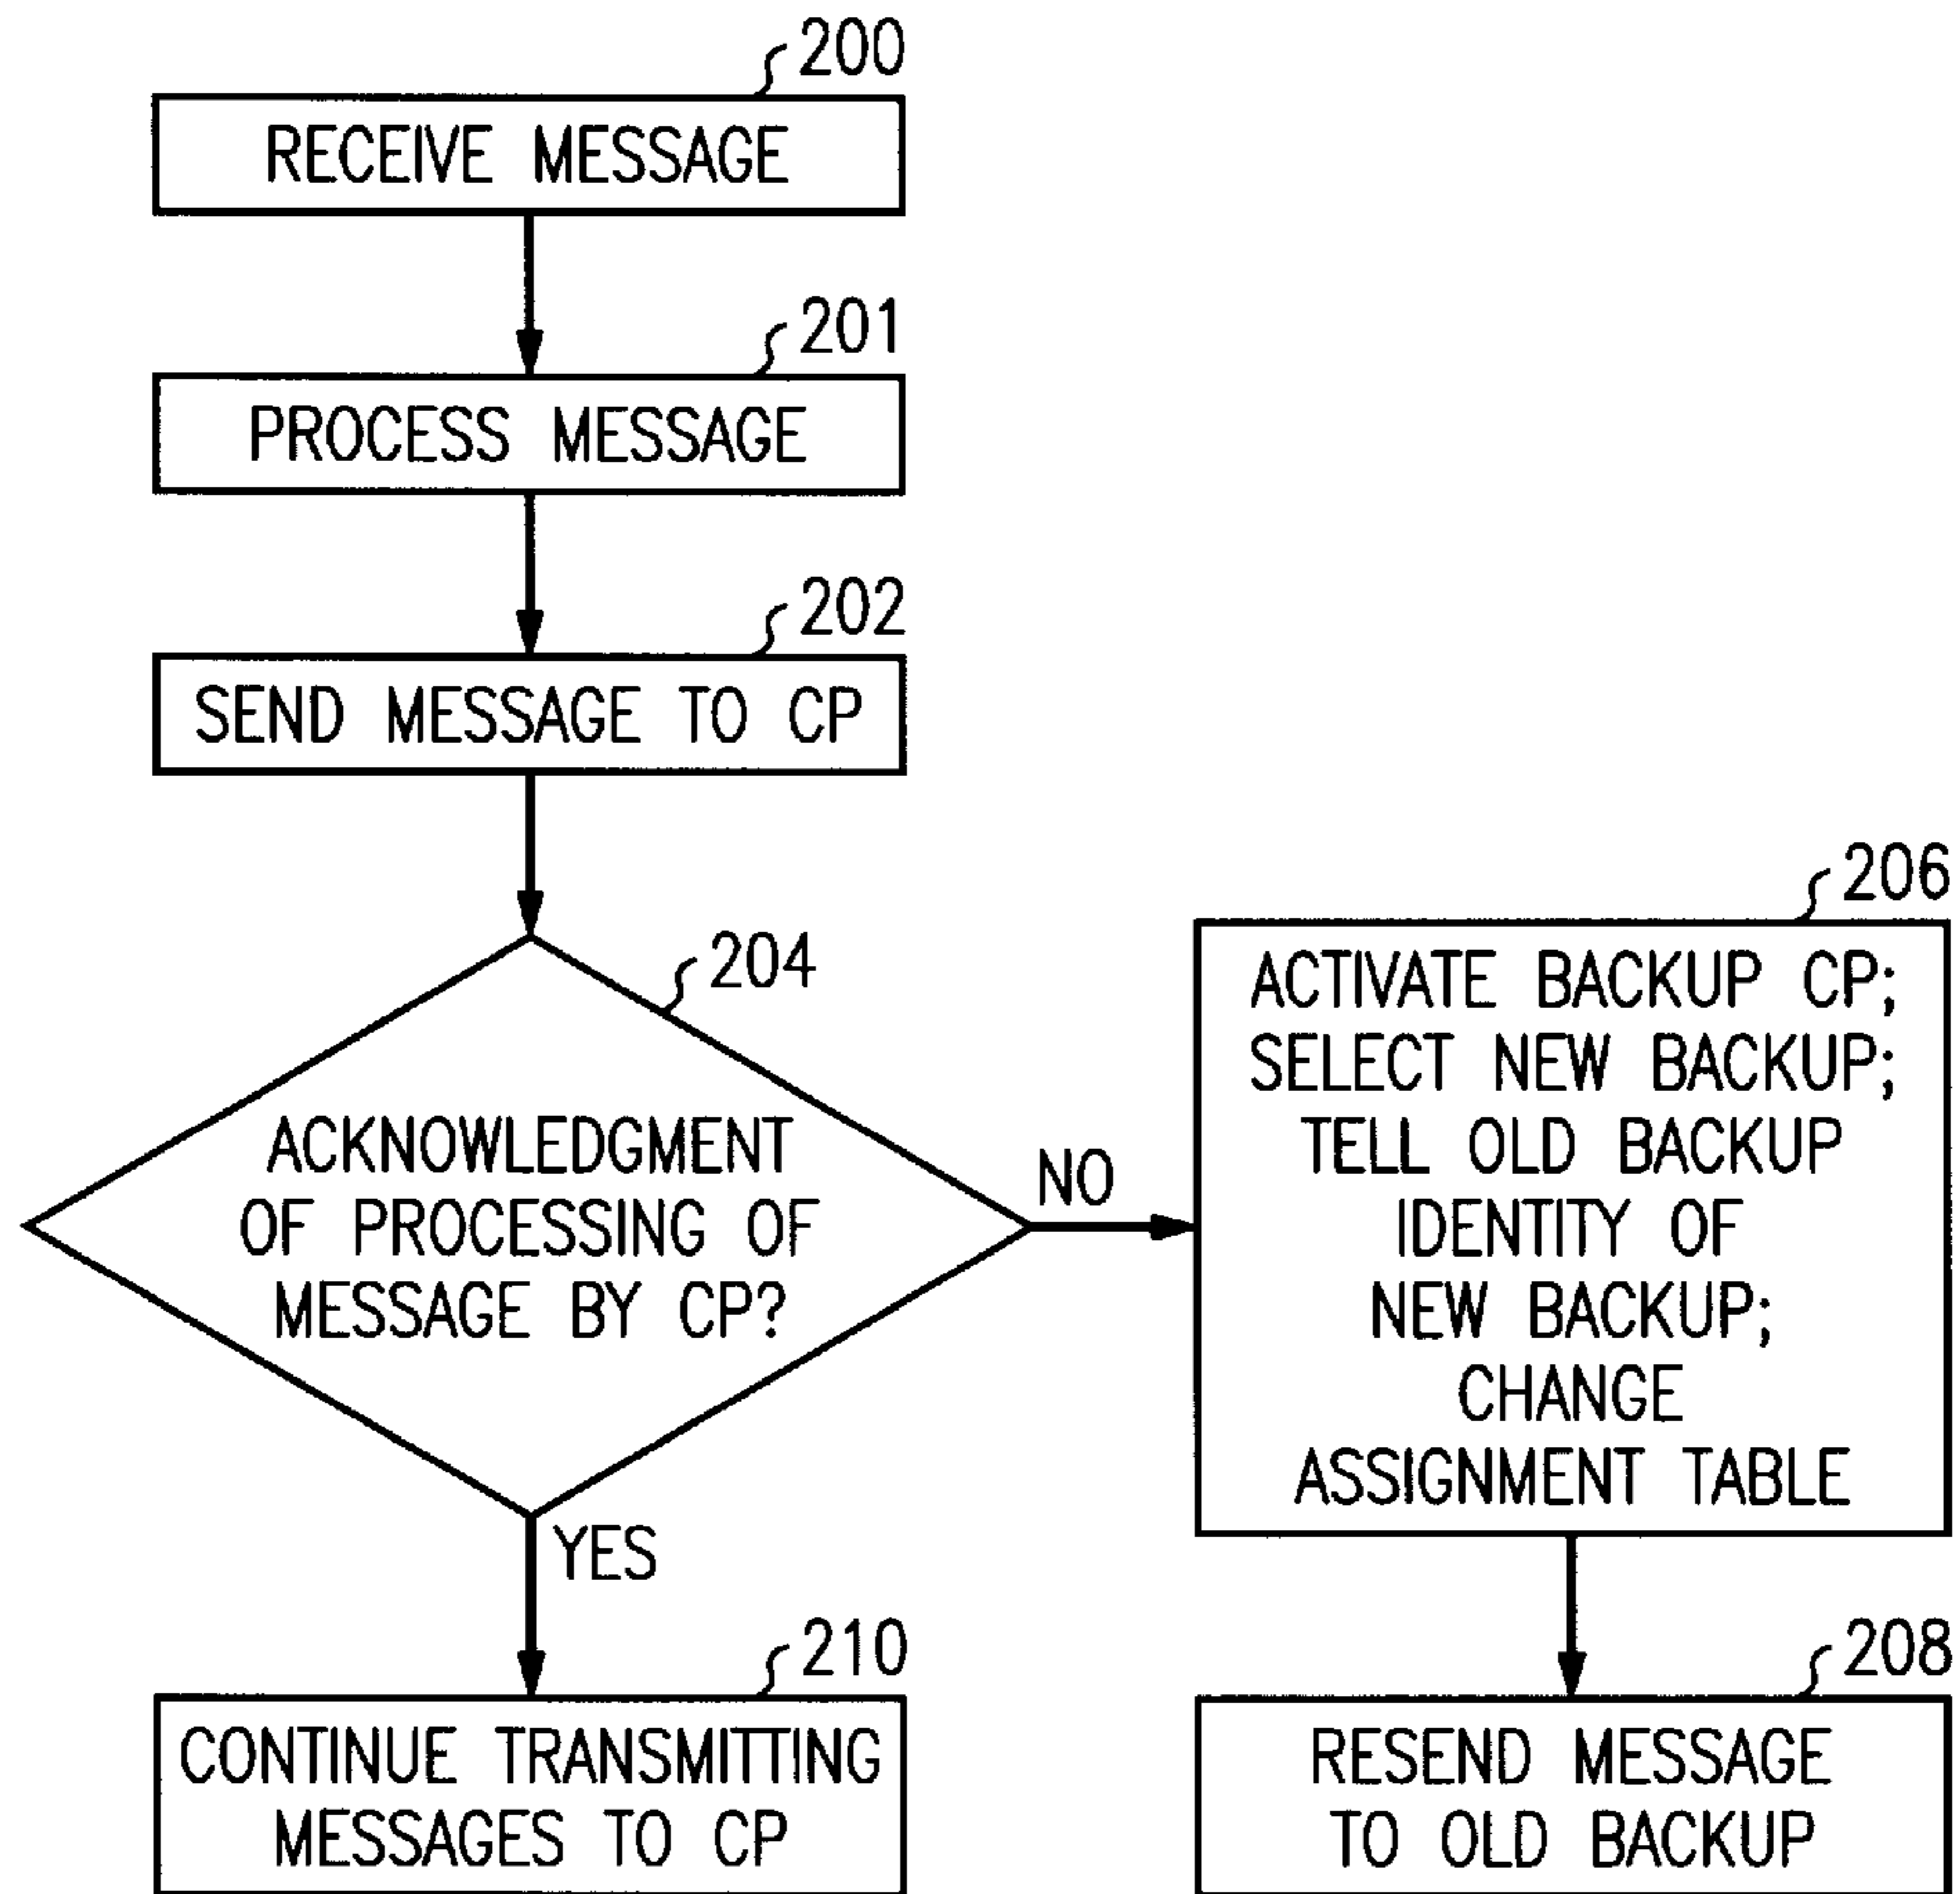 200
RECEIVE MESSAGE
201
PROCESS MESSAGE
202
SEND MESSAGE TO CP
204
ACKNOWLEDGMENT
OF PROCESSING OF
MESSAGE BY CP?
NO
YES
206
ACTIVATE BACKUP CP;
SELECT NEW BACKUP;
TELL OLD BACKUP
IDENTITY OF
NEW BACKUP;
CHANGE
ASSIGNMENT TABLE
210
CONTINUE TRANSMITTING
MESSAGES TO CP
208
RESEND MESSAGE
TO OLD BACKUP